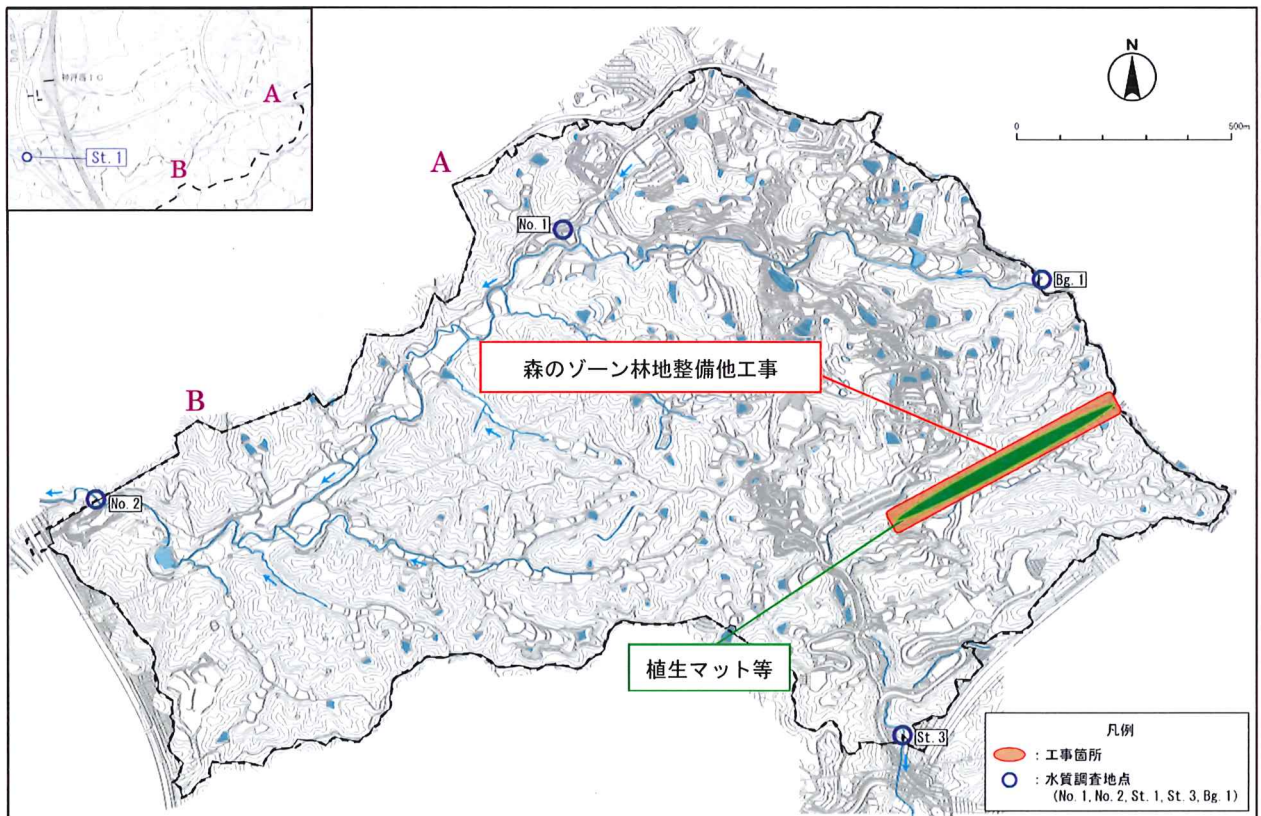 A
B
St. 1
N
0 500m
A
No. 1
Bg. 1
森のゾーン林地整備他工事
B
No. 2
植生マット等
St. 3
凡例
：工事箇所
：水質調査地点
(No. 1, No. 2, St. 1, St. 3, Bg. 1)